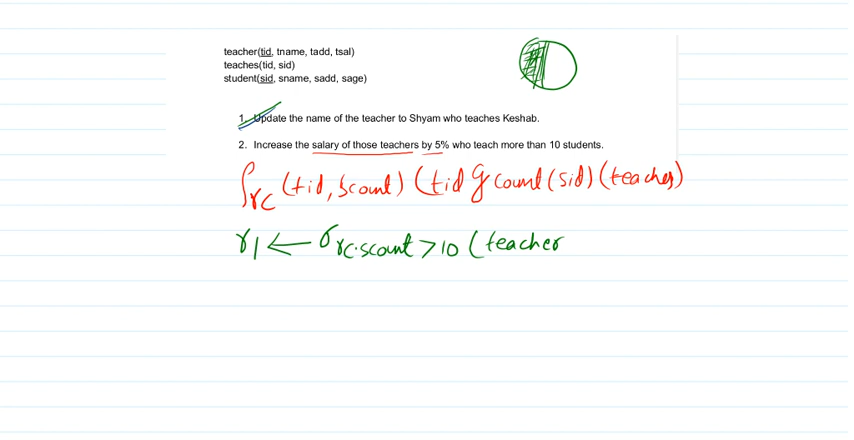 teacher(tid, tname, tadd, tsal)
teaches(tid, sid)
student(sid, sname, sadd, sage)
1. Update the name of the teacher to Shyam who teaches Keshab.
2. Increase the salary of those teachers by 5% who teach more than 10 students.
ρrc (tid, scount) (tid G count (sid) (teaches)
r1 ← σ rc.scount > 10 (teacher